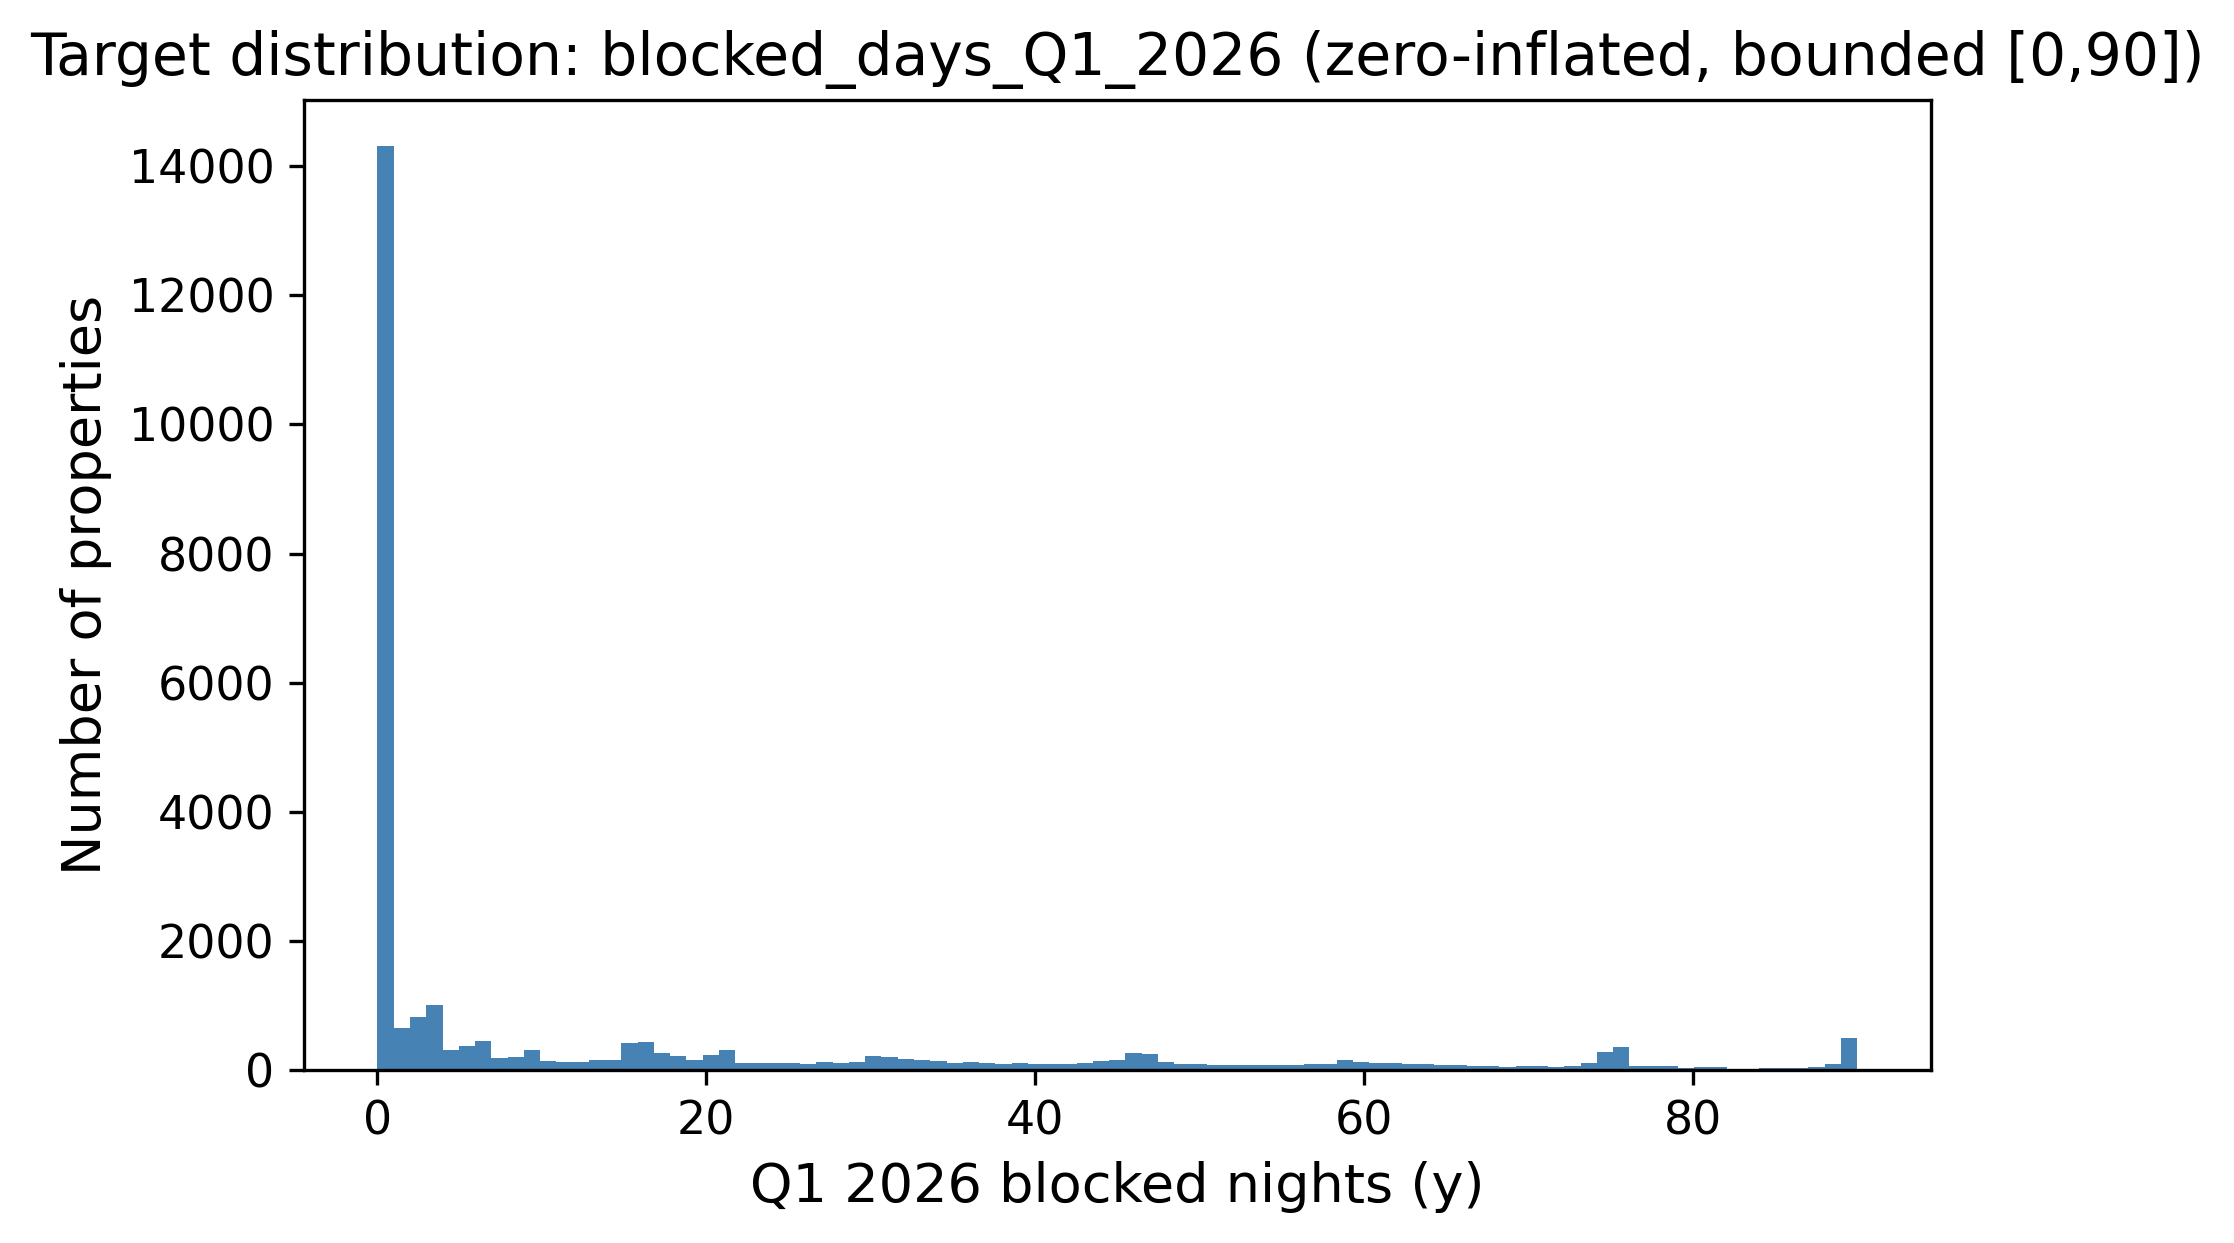 Target distribution: blocked_days_Q1_2026 (zero-inflated, bounded [0,90])
Number of properties
14000
12000
10000
8000
6000
4000
2000
0
0 20 40 60 80
Q1 2026 blocked nights (y)